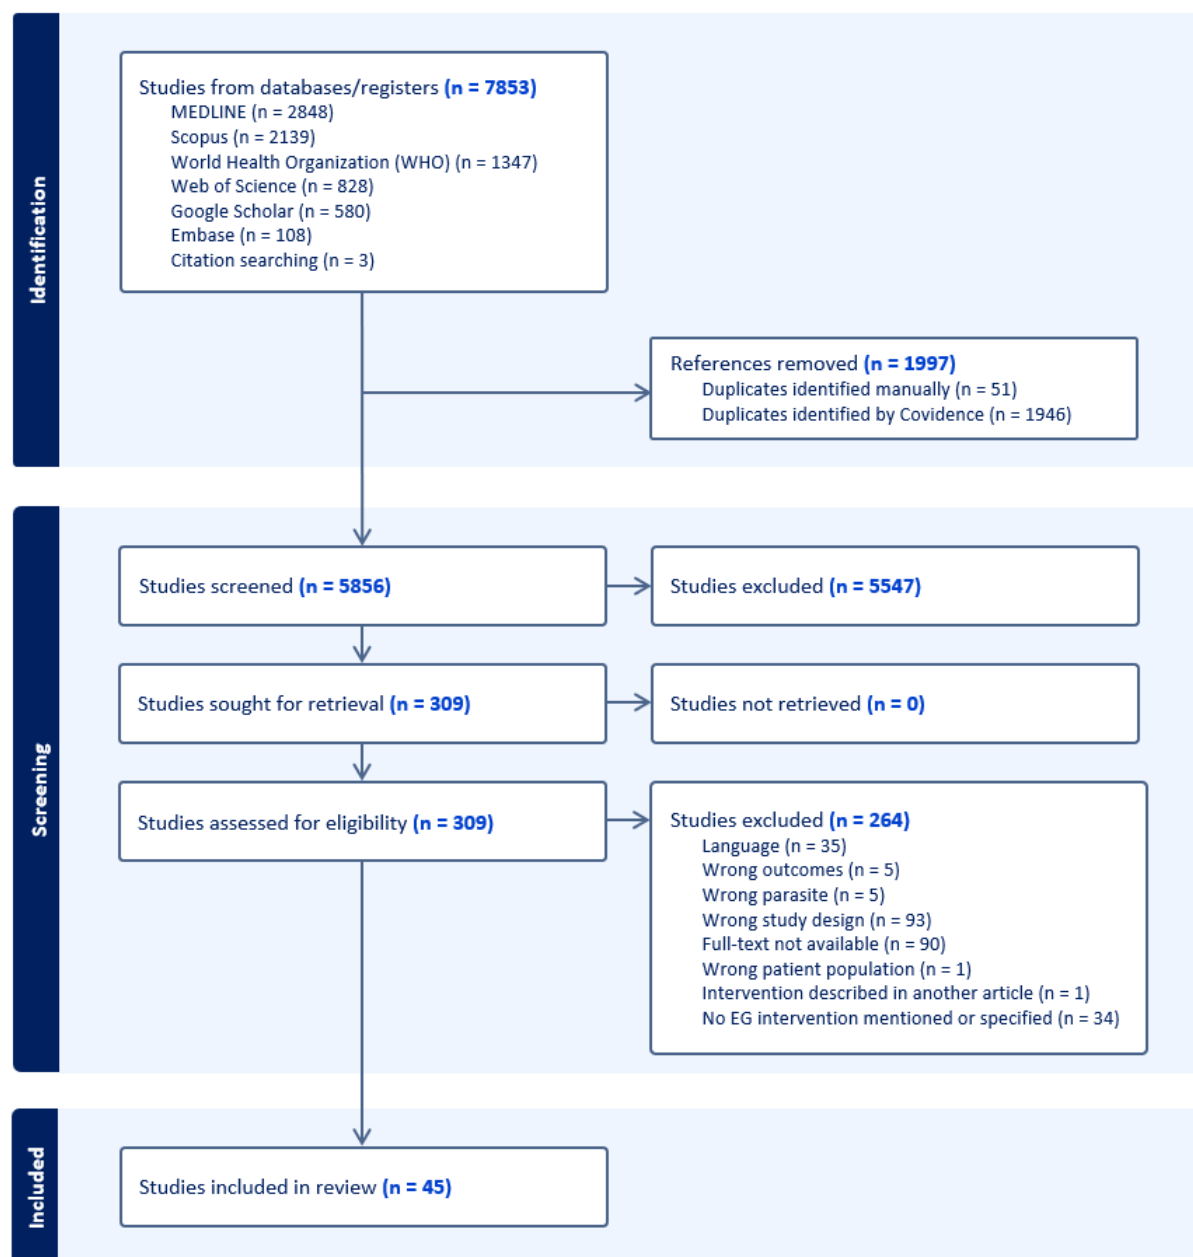 Identification
Studies from databases/registers (n = 7853)
MEDLINE (n = 2848)
Scopus (n = 2139)
World Health Organization (WHO) (n = 1347)
Web of Science (n = 828)
Google Scholar (n = 580)
Embase (n = 108)
Citation searching (n = 3)
References removed (n = 1997)
Duplicates identified manually (n = 51)
Duplicates identified by Covidence (n = 1946)
Screening
Studies screened (n = 5856)
Studies excluded (n = 5547)
Studies sought for retrieval (n = 309)
Studies not retrieved (n = 0)
Studies assessed for eligibility (n = 309)
Studies excluded (n = 264)
Language (n = 35)
Wrong outcomes (n = 5)
Wrong parasite (n = 5)
Wrong study design (n = 93)
Full-text not available (n = 90)
Wrong patient population (n = 1)
Intervention described in another article (n = 1)
No EG intervention mentioned or specified (n = 34)
Included
Studies included in review (n = 45)